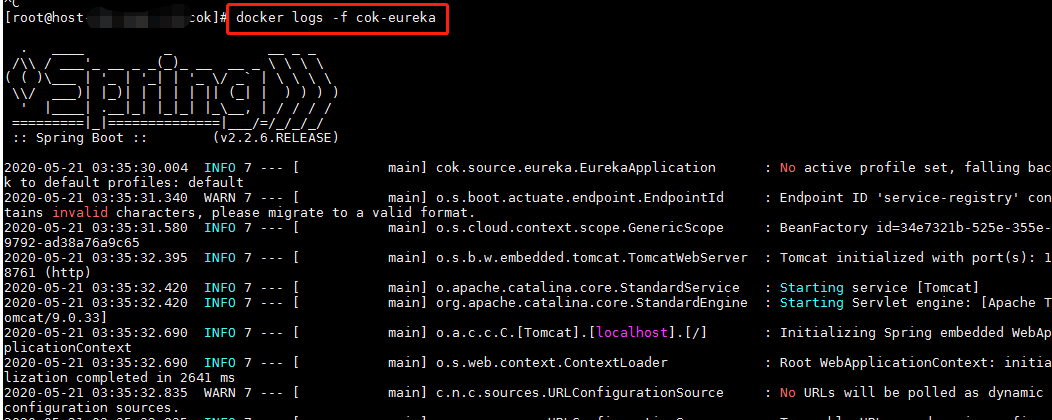 ^C
[root@host- cok]# docker logs -f cok-eureka
  .   ____          _            __ _ _
 /\\ / ___'_ __ _ _(_)_ __  __ _ \ \ \ \
( ( )\___ | '_ | '_| | '_ \/ _` | \ \ \ \
 \\/  ___)| |_)| | | | | || (_| |  ) ) ) )
  '  |____| .__|_| |_|_| |_\__, | / / / /
 =========|_|==============|___/=/_/_/_/
 :: Spring Boot ::        (v2.2.6.RELEASE)
2020-05-21 03:35:30.004  INFO 7 --- [           main] cok.source.eureka.EurekaApplication      : No active profile set, falling bac
k to default profiles: default
2020-05-21 03:35:31.340  WARN 7 --- [           main] o.s.boot.actuate.endpoint.EndpointId     : Endpoint ID 'service-registry' con
tains invalid characters, please migrate to a valid format.
2020-05-21 03:35:31.580  INFO 7 --- [           main] o.s.cloud.context.scope.GenericScope     : BeanFactory id=34e7321b-525e-355e-
9792-ad38a76a9c65
2020-05-21 03:35:32.395  INFO 7 --- [           main] o.s.b.w.embedded.tomcat.TomcatWebServer  : Tomcat initialized with port(s): 1
8761 (http)
2020-05-21 03:35:32.420  INFO 7 --- [           main] o.apache.catalina.core.StandardService   : Starting service [Tomcat]
2020-05-21 03:35:32.420  INFO 7 --- [           main] org.apache.catalina.core.StandardEngine  : Starting Servlet engine: [Apache T
omcat/9.0.33]
2020-05-21 03:35:32.690  INFO 7 --- [           main] o.a.c.c.C.[Tomcat].[localhost].[/]       : Initializing Spring embedded WebAp
plicationContext
2020-05-21 03:35:32.690  INFO 7 --- [           main] o.s.web.context.ContextLoader            : Root WebApplicationContext: initia
lization completed in 2641 ms
2020-05-21 03:35:32.835  WARN 7 --- [           main] c.n.c.sources.URLConfigurationSource     : No URLs will be polled as dynamic
configuration sources.